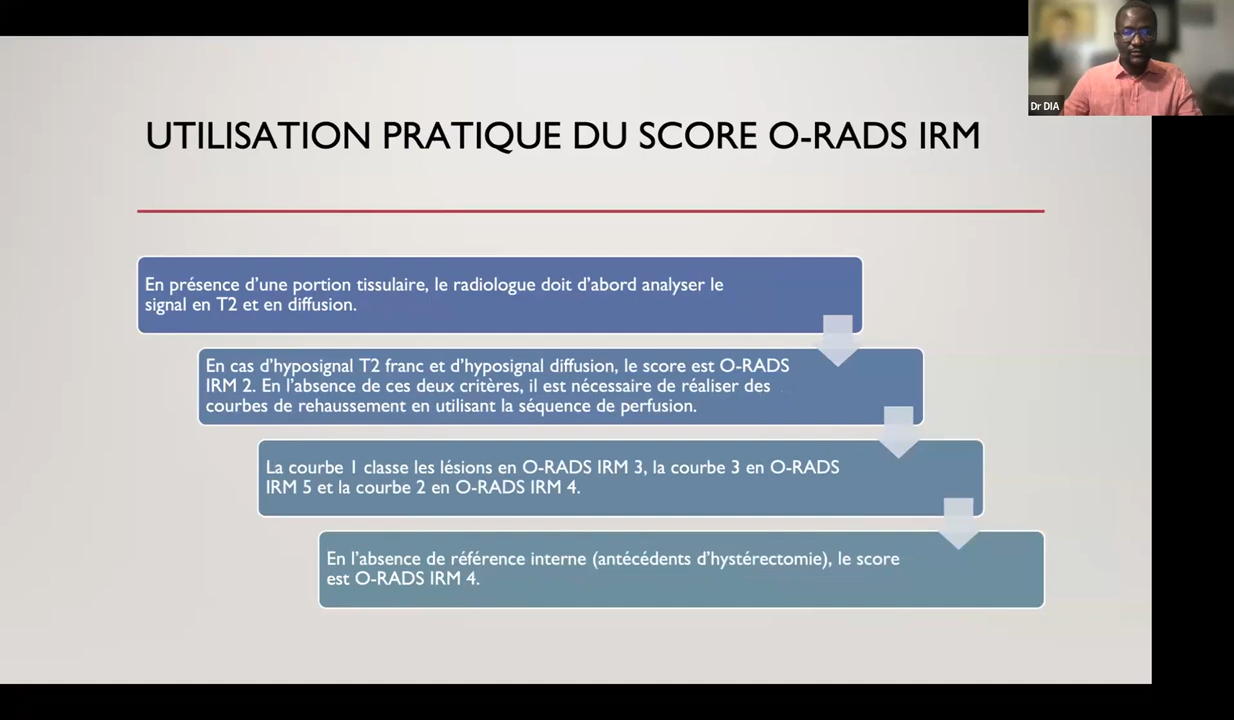 Dr DIA
UTILISATION PRATIQUE DU SCORE O-RADS IRM
En présence d’une portion tissulaire, le radiologue doit d’abord analyser le
signal en T2 et en diffusion.
En cas d’hyposignal T2 franc et d’hyposignal diffusion, le score est O-RADS
IRM 2. En l’absence de ces deux critères, il est nécessaire de réaliser des
courbes de rehaussement en utilisant la séquence de perfusion.
La courbe 1 classe les lésions en O-RADS IRM 3, la courbe 3 en O-RADS
IRM 5 et la courbe 2 en O-RADS IRM 4.
En l’absence de référence interne (antécédents d’hystérectomie), le score
est O-RADS IRM 4.